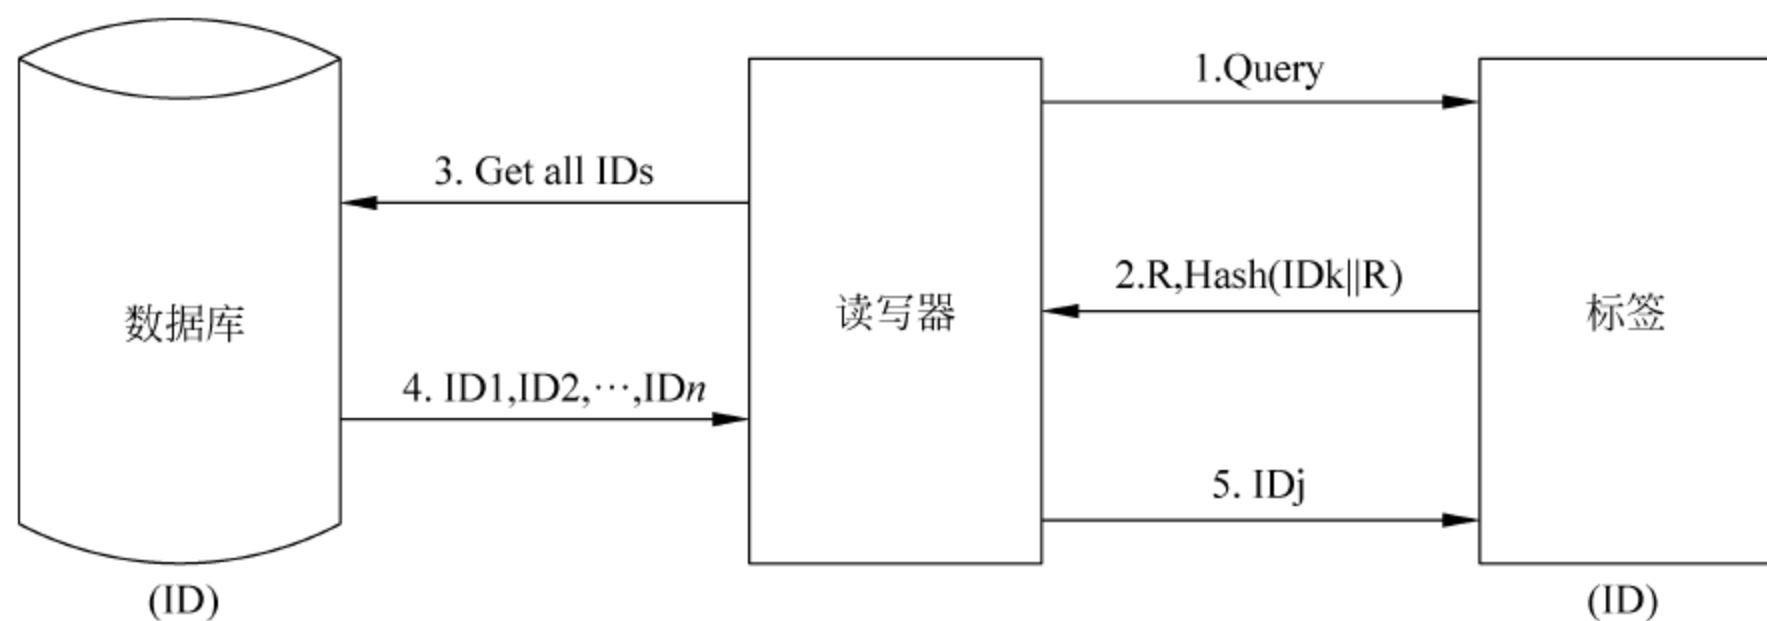 1.Query
3. Get all IDs
2.R,Hash(IDk||R)
数据库
读写器
标签
4. ID1,ID2,···,IDn
5. IDj
(ID)
(ID)